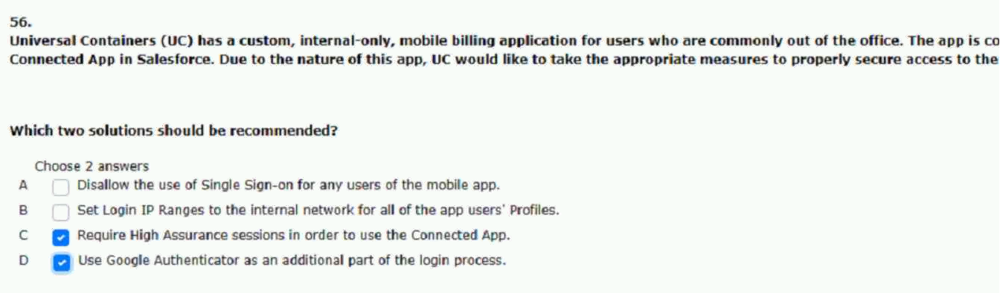 56.
Universal Containers (UC) has a custom, internal-only, mobile billing application for users who are commonly out of the office. The app is co
Connected App in Salesforce. Due to the nature of this app, UC would like to take the appropriate measures to properly secure access to the
Which two solutions should be recommended?
Choose 2 answers
A Disallow the use of Single Sign-on for any users of the mobile app.
B Set Login IP Ranges to the internal network for all of the app users' Profiles.
C Require High Assurance sessions in order to use the Connected App.
D Use Google Authenticator as an additional part of the login process.